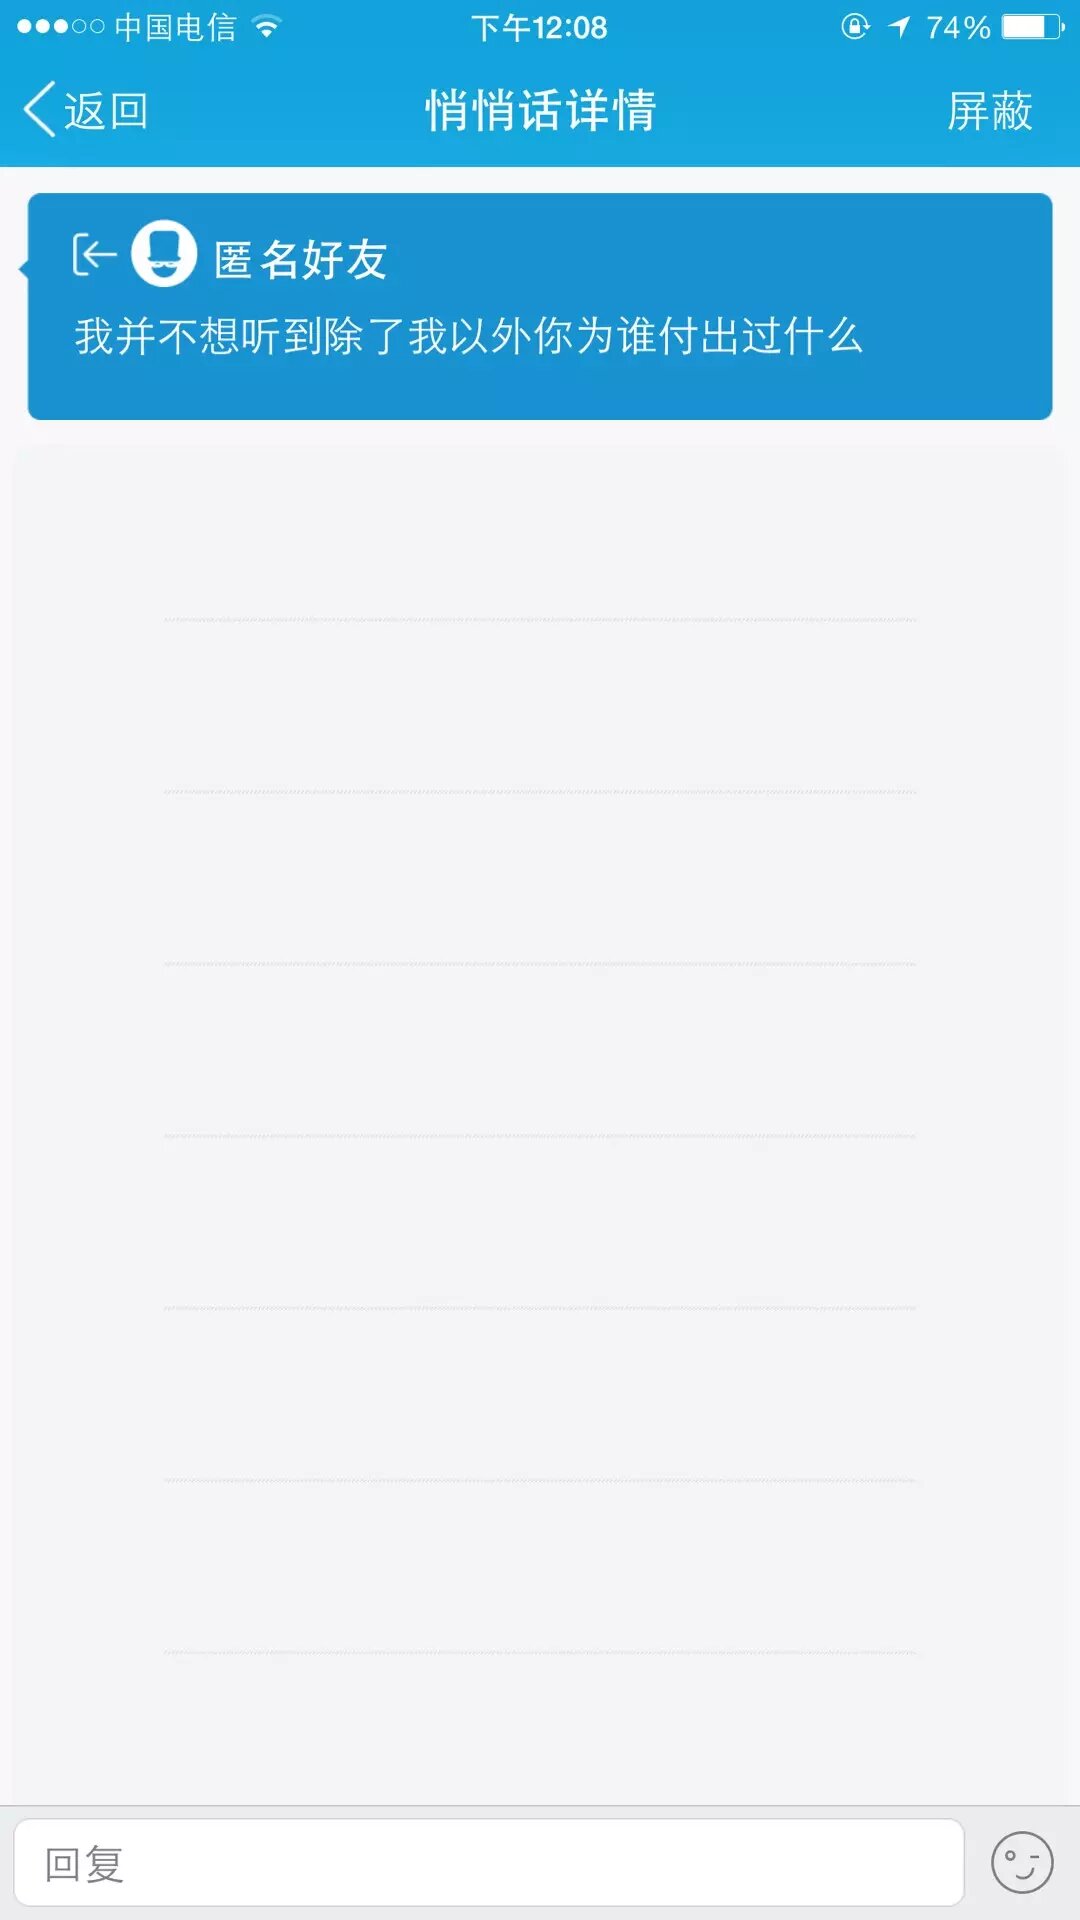 中国电信 下午12:08 74%
返回 悄悄话详情 屏蔽
匿名好友
我并不想听到除了我以外你为谁付出过什么
回复